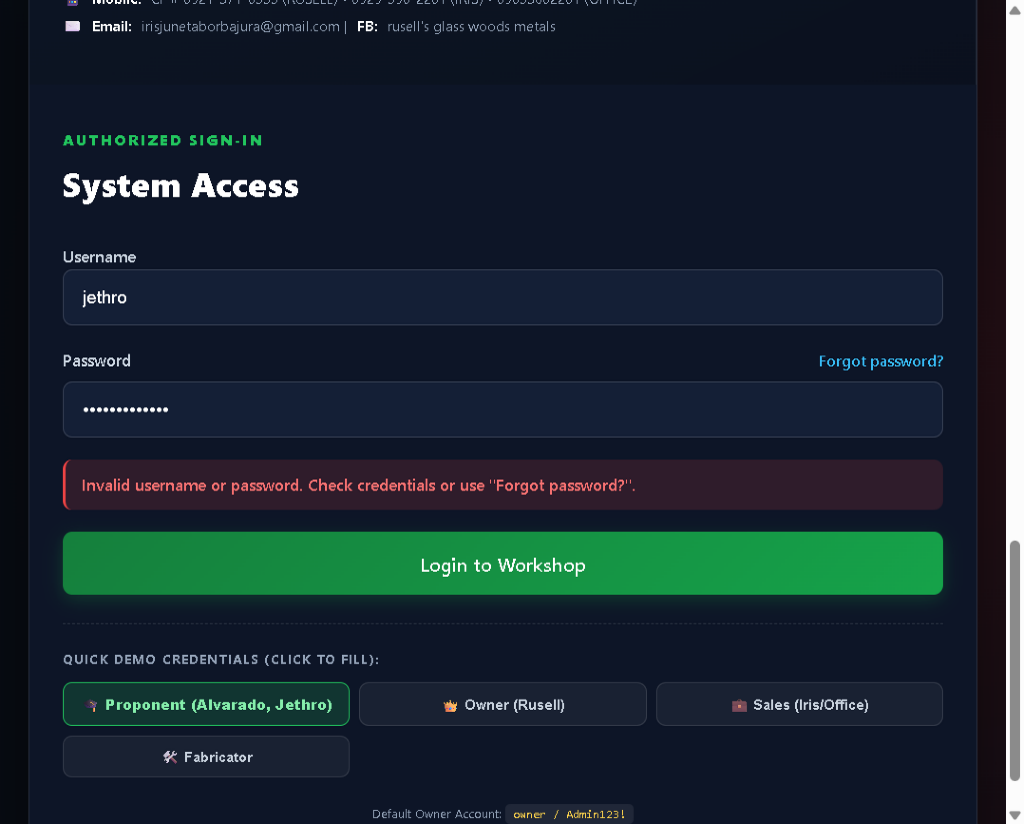 Email: irisjunetaborbajura@gmail.com | FB: rusell's glass woods metals
AUTHORIZED SIGN-IN
System Access
Username
jethro
Password Forgot password?
•••••••••••••
Invalid username or password. Check credentials or use "Forgot password?".
Login to Workshop
QUICK DEMO CREDENTIALS (CLICK TO FILL):
Proponent (Alvarado, Jethro) Owner (Rusell) Sales (Iris/Office)
Fabricator
Default Owner Account: owner / Admin123!